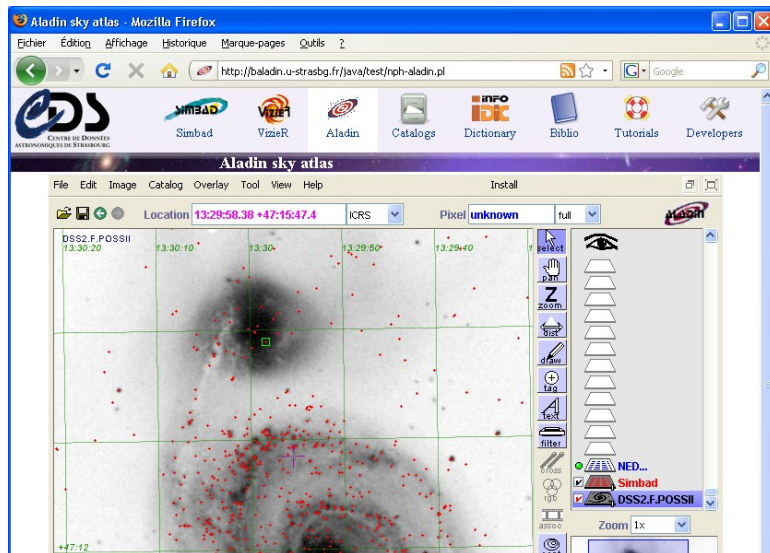 Aladin sky atlas - Mozilla Firefox
Fichier Édition Affichage Historique Marque-pages Outils ?
http://baladin.u-strasbg.fr/java/test/nph-aladin.pl
G Google
CDS
CENTRE DE DONNÉES
ASTRONOMIQUES DE STRASBOURG
SIMBAD VizieR INFO DIC
Simbad VizieR Aladin Catalogs Dictionary Biblio Tutorials Developers
Aladin sky atlas
File Edit Image Catalog Overlay Tool View Help Install
Location 13:29:58.38 +47:15:47.4 ICRS Pixel unknown full ALADIN
DSS2.F.POSSII
13:30:20 13:30:10 13:30 13:29:50 13:29:40
select
pan
Z
zoom
dist
draw
tag
A
text
filter
cross
rgb
assoc
NED...
Simbad
DSS2.F.POSSII
Zoom 1x
+47:12